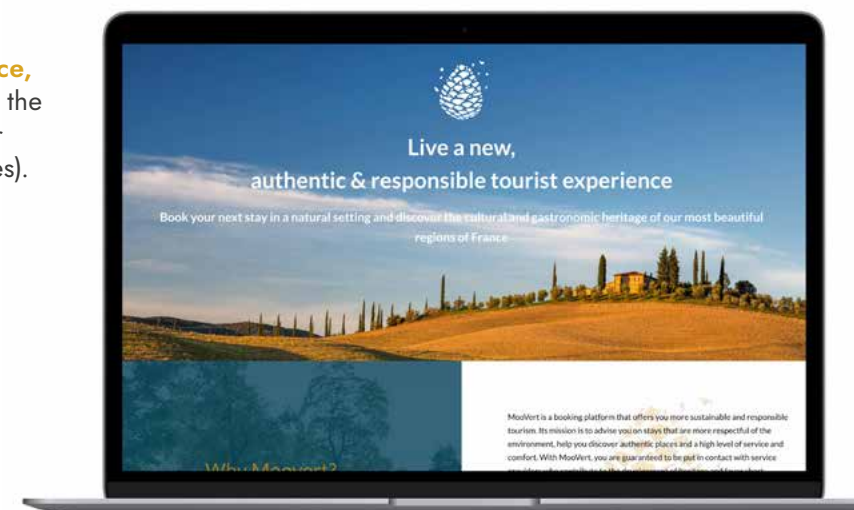 ce,
the
es).
Live a new,
authentic & responsible tourist experience
Book your next stay in a natural setting and discover the cultural and gastronomic heritage of our most beautiful
regions of France
Why Moovert?
MooVert is a booking platform that offers you more sustainable and responsible
tourism. Its mission is to advise you on stays that are more respectful of the
environment, help you discover authentic places and a high level of service and
comfort. With MooVert, you are guaranteed to be put in contact with service